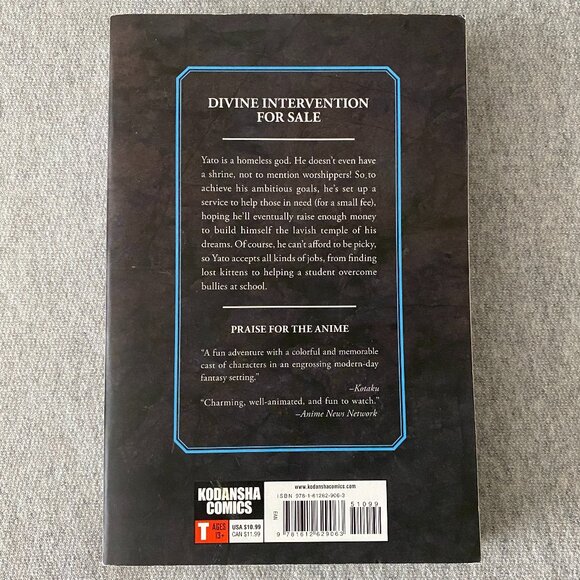 DIVINE INTERVENTION
FOR SALE
Yato is a homeless god. He doesn't even have
a shrine, not to mention worshippers! So to
achieve his ambitious goals, he's set up a
service to help those in need (for a small fee),
hoping he'll eventually raise enough money
to build himself the lavish temple of his
dreams. Of course, he can't afford to be picky,
so Yato accepts all kinds of jobs, from finding
lost kittens to helping a student overcome
bullies at school.
PRAISE FOR THE ANIME
"A fun adventure with a colorful and memorable
cast of characters in an engrossing modern-day
fantasy setting."
–Kotaku
"Charming, well-animated, and fun to watch."
–Anime News Network
KODANSHA
COMICS
T AGES 13+
USA $10.99
CAN $11.99
www.kodanshacomics.com
ISBN 978-1-61262-906-3
51099
EAN
9781612629063